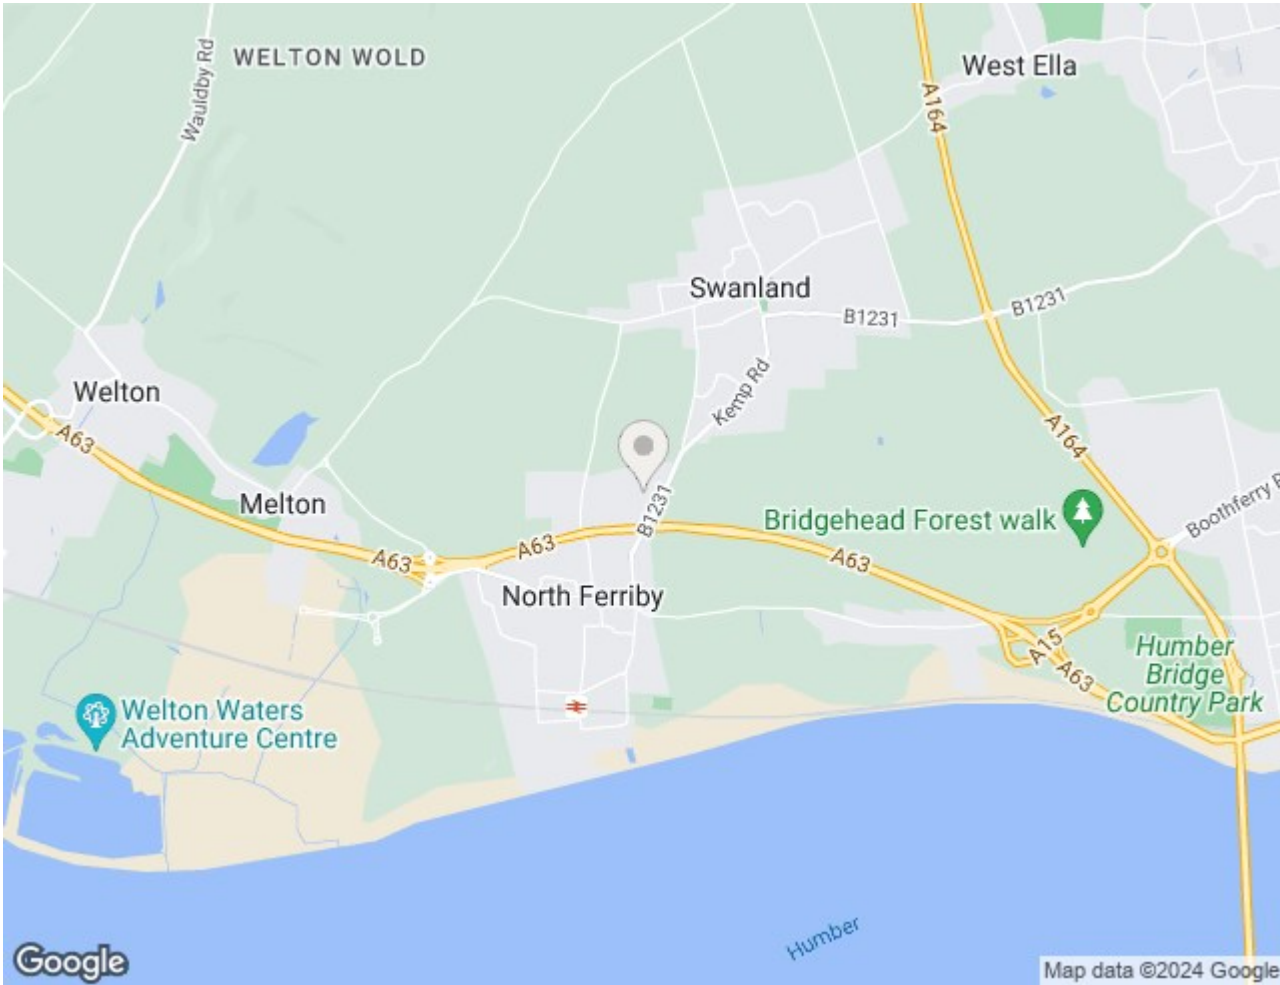 WELTON WOLD
Wauldby Rd
West Ella
A164
Swanland
B1231
B1231
Kemp Rd
Welton
A63
A164
Melton
B1231
Bridgehead Forest walk
Boothferry
A63
A63
A63
North Ferriby
A15
A63
Humber
Bridge
Country Park
Welton Waters
Adventure Centre
Humber
Google
Map data ©2024 Google